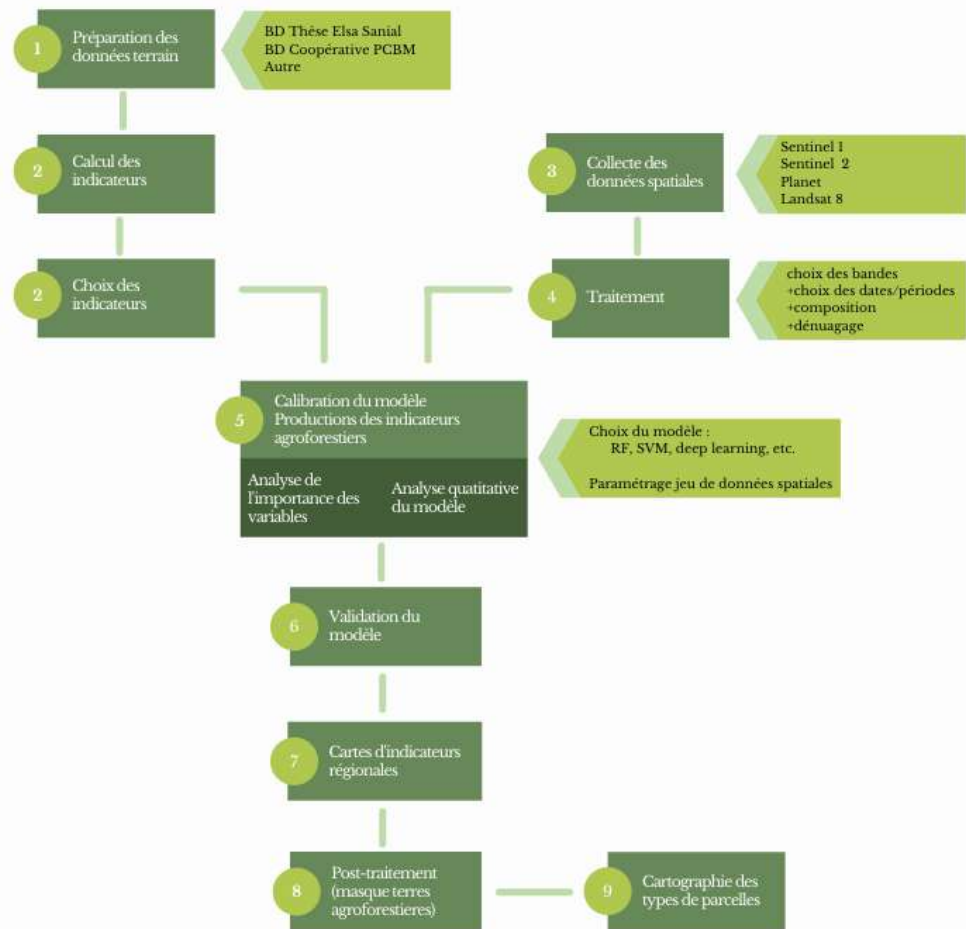 1
Préparation des
données terrain
BD Thèse Elsa Sanial
BD Coopérative PCBM
Autre
2
Calcul des
indicateurs
3
Collecte des
données spatiales
Sentinel 1
Sentinel 2
Planet
Landsat 8
2
Choix des
indicateurs
4
Traitement
choix des bandes
+choix des dates/périodes
+composition
+dénuagage
5
Calibration du modèle
Productions des indicateurs
agroforestiers
Analyse de
l'importance des
variables
Analyse quatitative
du modèle
Choix du modèle :
RF, SVM, deep learning, etc.
Paramétrage jeu de données spatiales
6
Validation du
modèle
7
Cartes d'indicateurs
régionales
8
Post-traitement
(masque terres
agroforestieres)
9
Cartographie des
types de parcelles